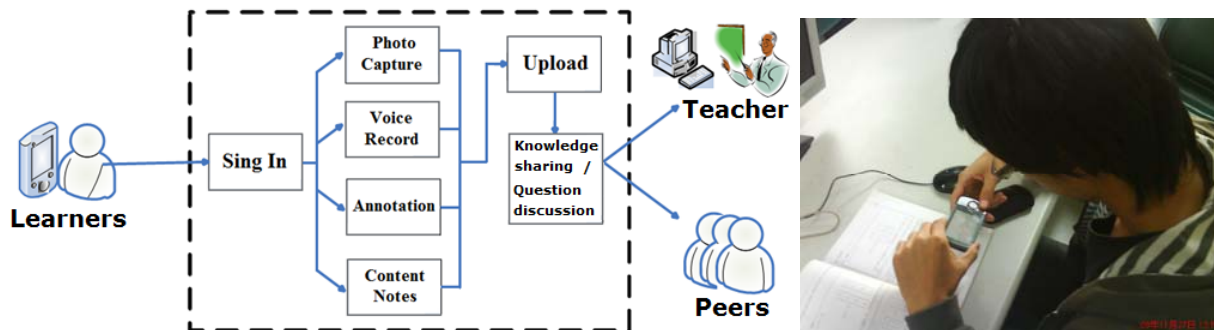 Learners
Sing In
Photo
Capture
Voice
Record
Annotation
Content
Notes
Upload
Knowledge
sharing /
Question
discussion
Teacher
Peers